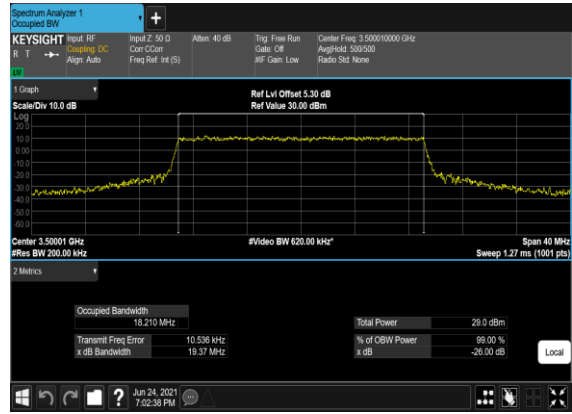 Spectrum Analyzer 1
Occupied BW
+
KEYSIGHT
R T
Input: RF
Coupling: DC
Align: Auto
Input Z: 50 Ω
Corr CCorr
Freq Ref: Int (S)
Atten: 40 dB
Trig: Free Run
Gate: Off
#IF Gain: Low
Center Freq: 3.500010000 GHz
Avg|Hold: 500/500
Radio Std: None
1 Graph
Scale/Div 10.0 dB
Ref Lvl Offset 5.30 dB
Ref Value 30.00 dBm
Log
20.0
10.0
0.00
-10.0
-20.0
-30.0
-40.0
-50.0
-60.0
Center 3.50001 GHz
#Res BW 200.00 kHz
#Video BW 620.00 kHz*
Span 40 MHz
Sweep 1.27 ms (1001 pts)
2 Metrics
Occupied Bandwidth
18.210 MHz
Total Power 29.0 dBm
Transmit Freq Error 10.536 kHz
% of OBW Power 99.00 %
x dB Bandwidth 19.37 MHz
x dB -26.00 dB
Local
?
Jun 24, 2021
7:02:38 PM